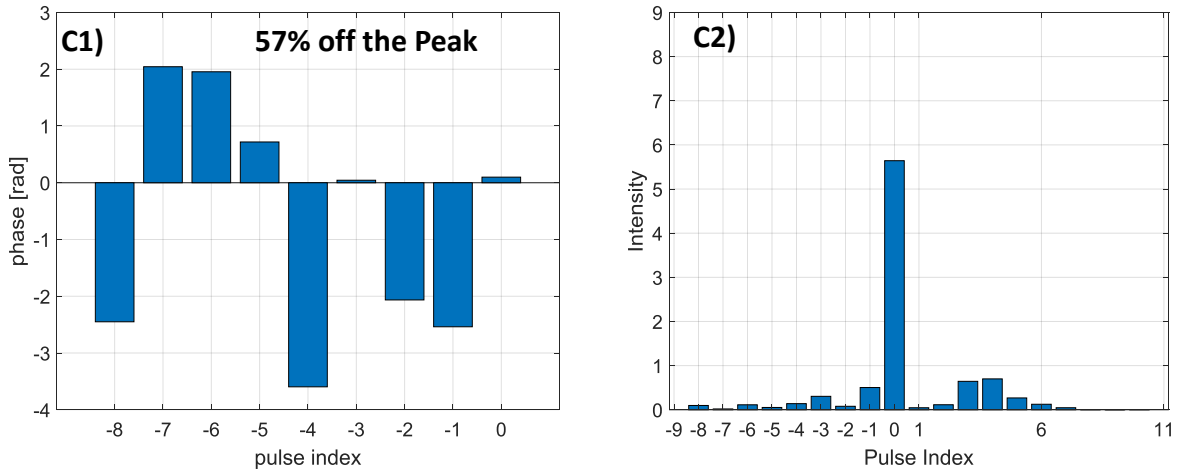 C1)
57% off the Peak
3
2
1
0
-1
-2
-3
-4
phase [rad]
-8 -7 -6 -5 -4 -3 -2 -1 0
pulse index
C2)
9
8
7
6
5
4
3
2
1
0
Intensity
-9 -8 -7 -6 -5 -4 -3 -2 -1 0 1 6 11
Pulse Index